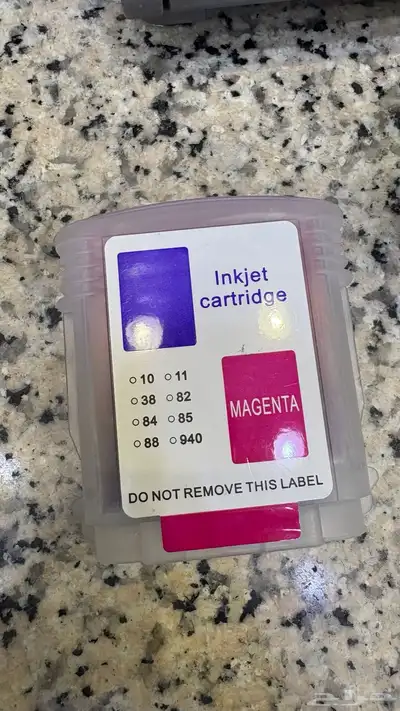 Inkjet
cartridge
10 11
38 82
84 85
88 940
MAGENTA
DO NOT REMOVE THIS LABEL